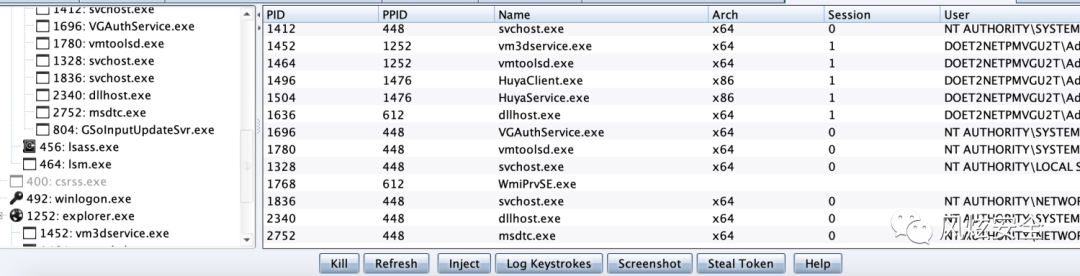 1412: svchost.exe
1696: VGAuthService.exe
1780: vmtoolsd.exe
1328: svchost.exe
1836: svchost.exe
2340: dllhost.exe
2752: msdtc.exe
804: GSoInputUpdateSvr.exe
456: lsass.exe
464: lsm.exe
400: csrss.exe
492: winlogon.exe
1252: explorer.exe
1452: vm3dservice.exe
PID PPID Name Arch Session User
1412 448 svchost.exe x64 0 NT AUTHORITY\SYSTEM
1452 1252 vm3dservice.exe x64 1 DOET2NETPMVGU2T\Ad
1464 1252 vmtoolsd.exe x64 1 DOET2NETPMVGU2T\Ad
1496 1476 HuyaClient.exe x86 1 DOET2NETPMVGU2T\Ad
1504 1476 HuyaService.exe x86 1 DOET2NETPMVGU2T\Ad
1636 612 dllhost.exe x64 1 DOET2NETPMVGU2T\Ad
1696 448 VGAuthService.exe x64 0 NT AUTHORITY\SYSTEM
1780 448 vmtoolsd.exe x64 0 NT AUTHORITY\SYSTEM
1328 448 svchost.exe x64 0 NT AUTHORITY\LOCAL S
1768 612 WmiPrvSE.exe
1836 448 svchost.exe x64 0 NT AUTHORITY\NETWOR
2340 448 dllhost.exe x64 0 NT AUTHORITY\SYSTEM
2752 448 msdtc.exe x64 0 NT AUTHORITY\NETWOR
风炫安全
Kill Refresh Inject Log Keystrokes Screenshot Steal Token Help